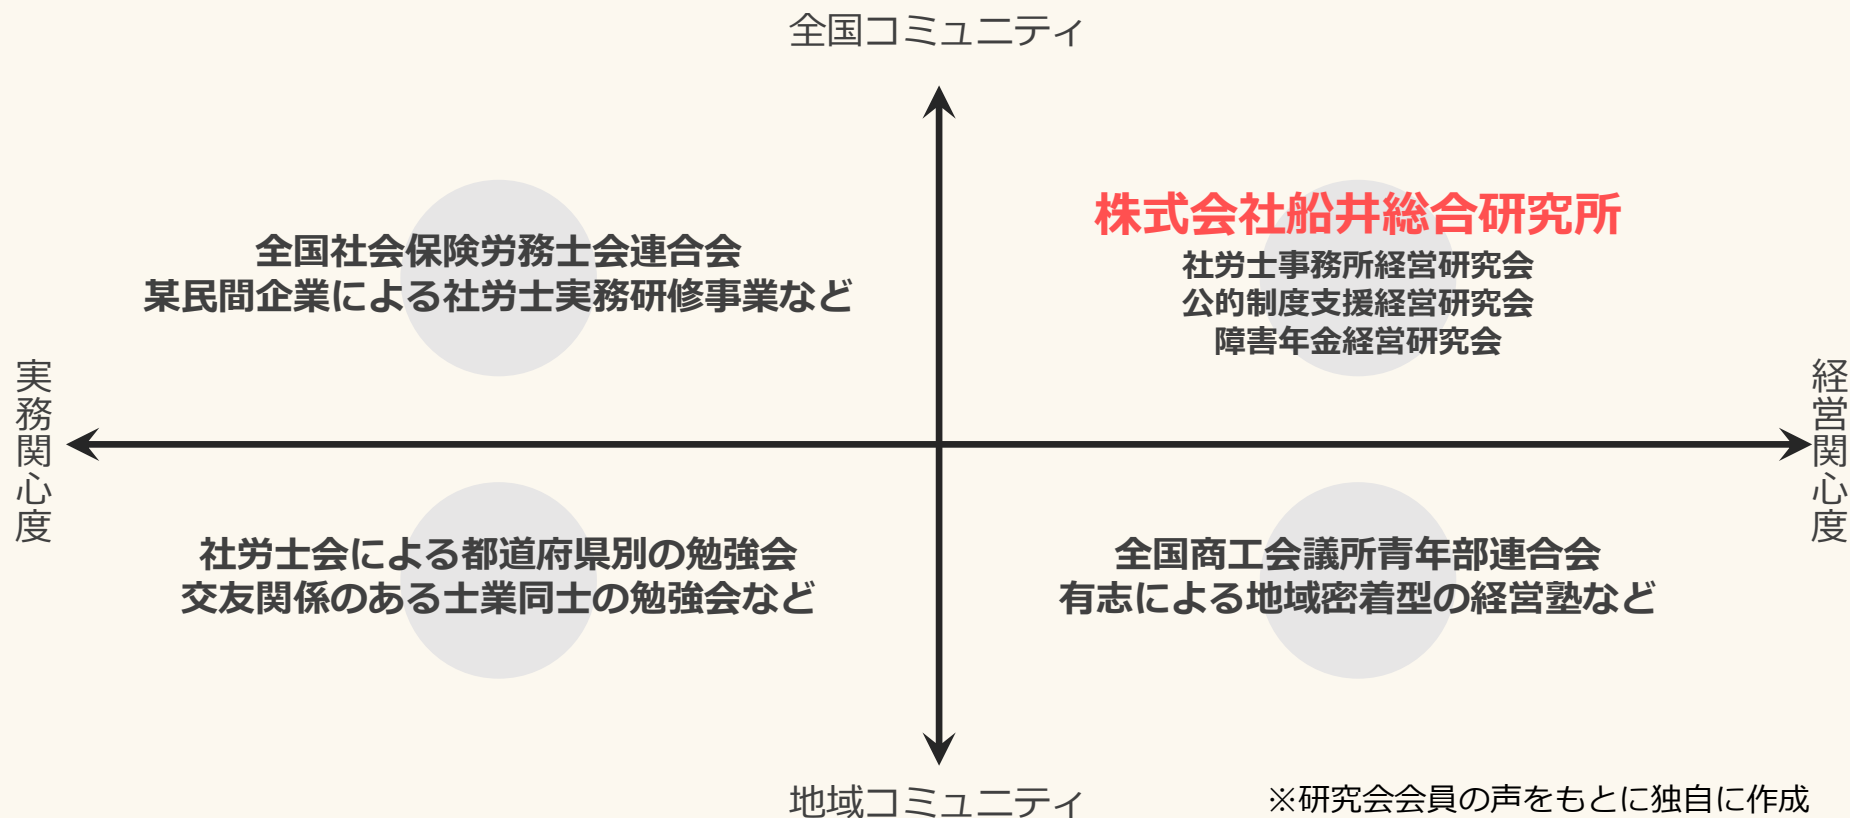 全国コミュニティ
株式会社船井総合研究所
社労士事務所経営研究会
公的制度支援経営研究会
障害年金経営研究会
全国社会保険労務士会連合会
某民間企業による社労士実務研修事業など
実務関心度
経営関心度
社労士会による都道府県別の勉強会
交友関係のある士業同士の勉強会など
全国商工会議所青年部連合会
有志による地域密着型の経営塾など
地域コミュニティ
※研究会会員の声をもとに独自に作成